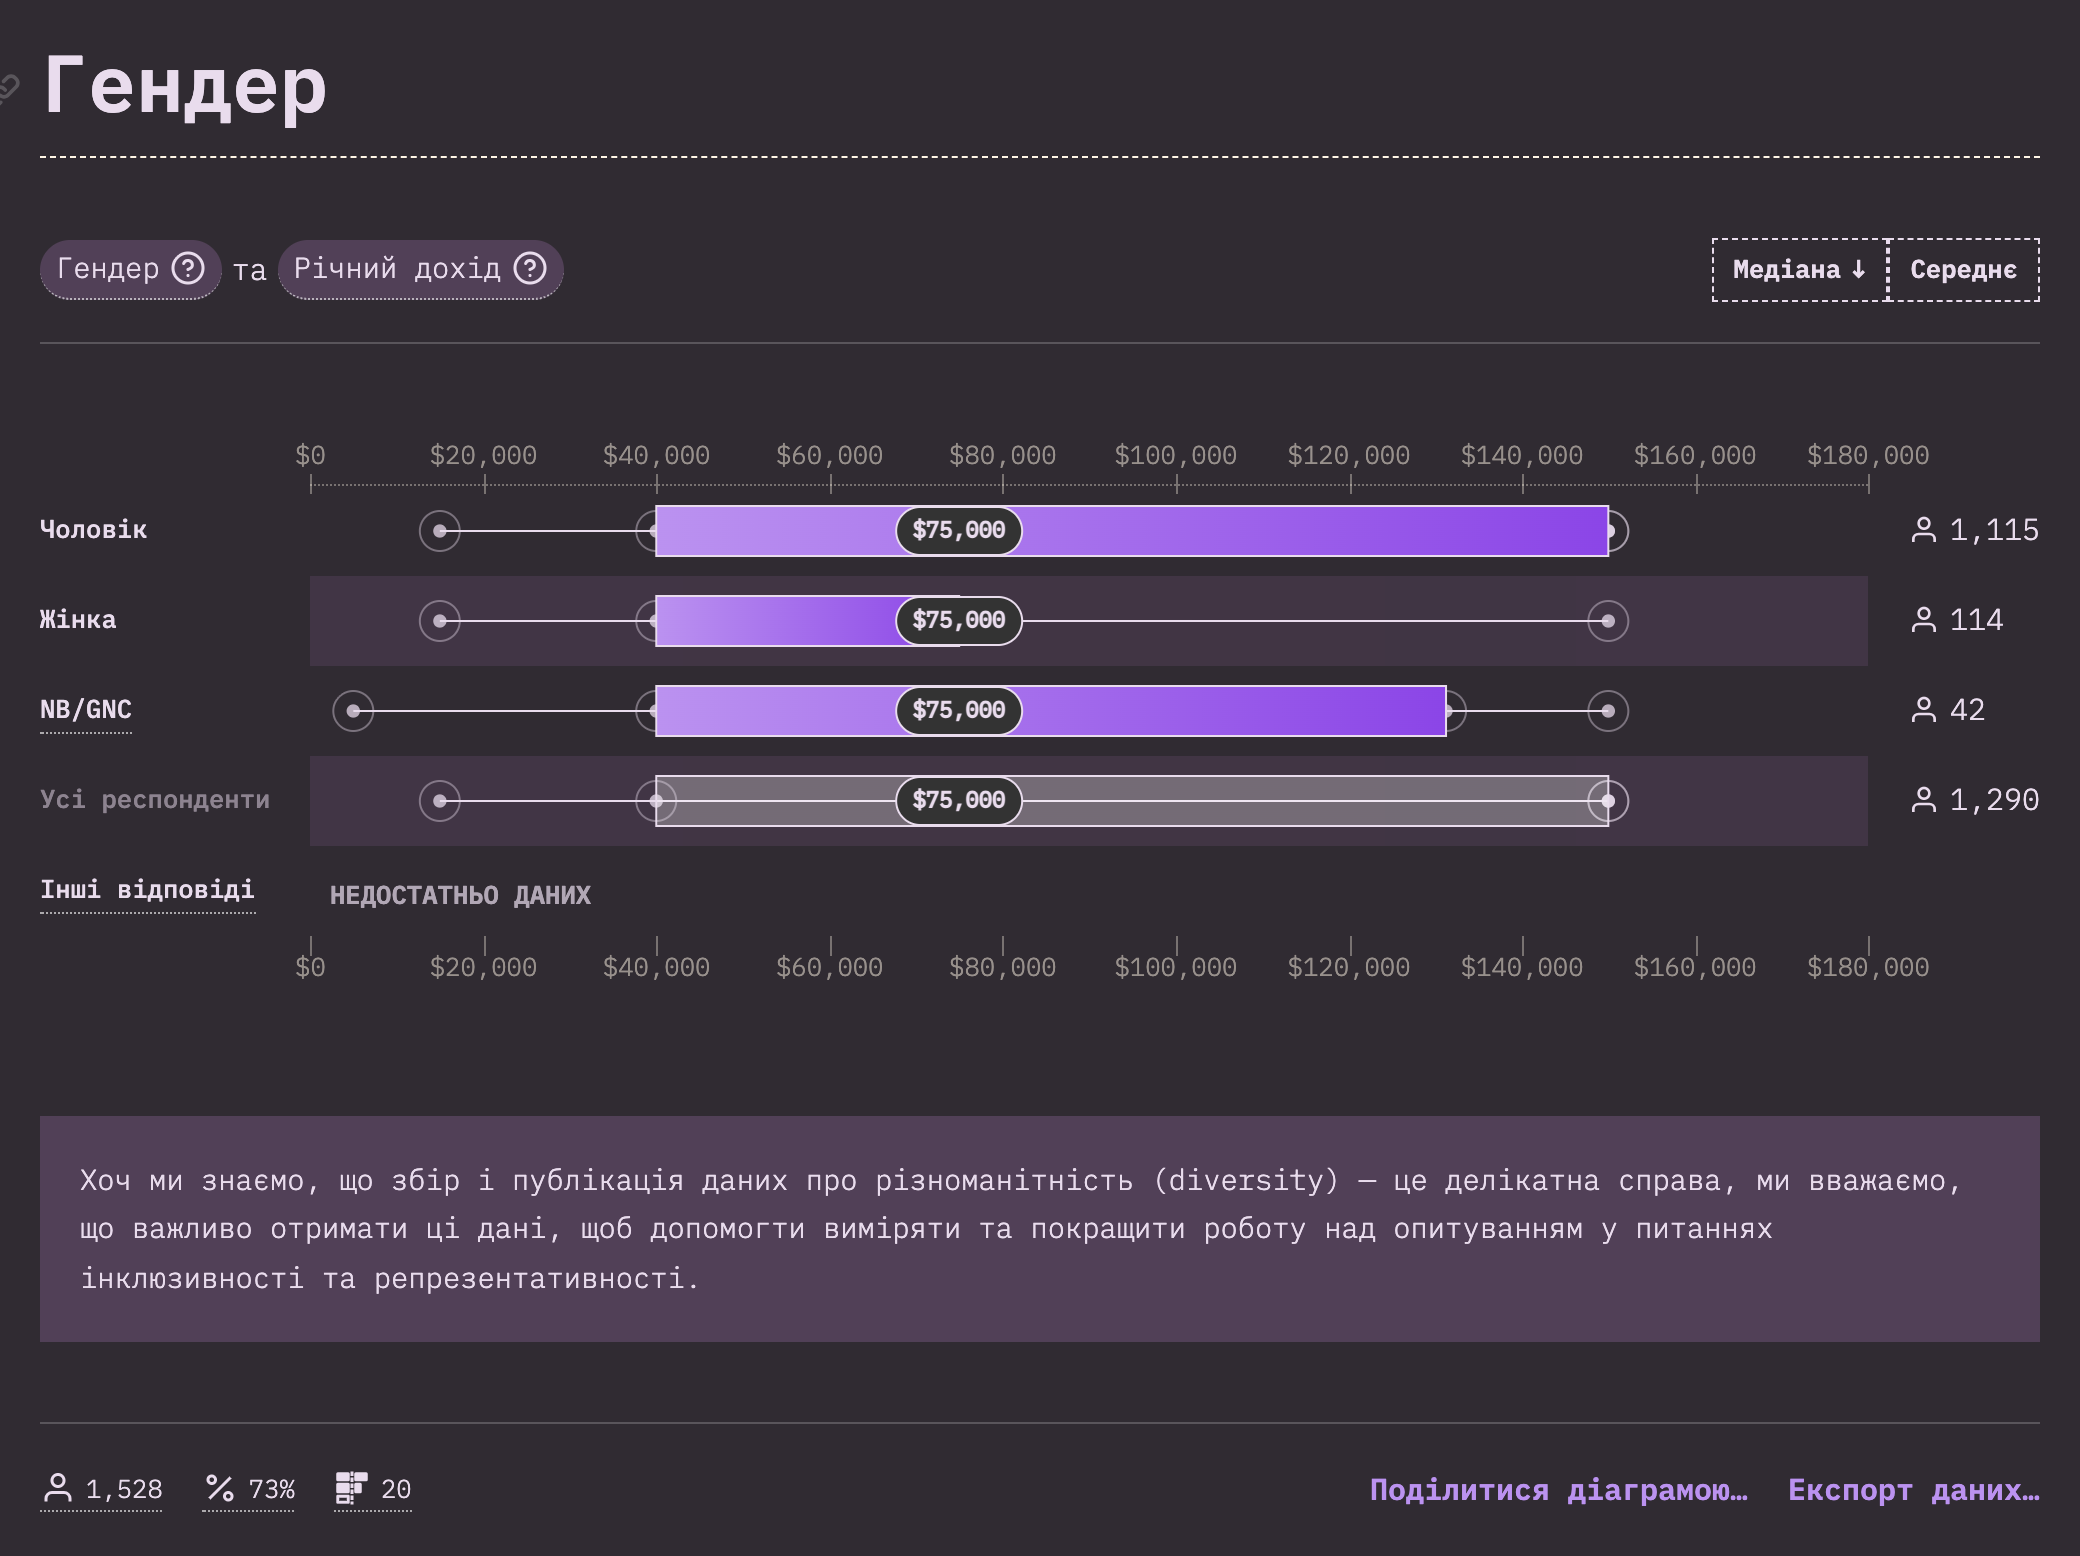 Гендер
Гендер та Річний дохід
Медіана ↓ Середнє
$0 $20,000 $40,000 $60,000 $80,000 $100,000 $120,000 $140,000 $160,000 $180,000
Чоловік $75,000 1,115
Жінка $75,000 114
NB/GNC $75,000 42
Усі респонденти $75,000 1,290
Інші відповіді НЕДОСТАТНЬО ДАНИХ
$0 $20,000 $40,000 $60,000 $80,000 $100,000 $120,000 $140,000 $160,000 $180,000
Хоч ми знаємо, що збір і публікація даних про різноманітність (diversity) — це делікатна справа, ми вважаємо,
що важливо отримати ці дані, щоб допомогти виміряти та покращити роботу над опитуванням у питаннях
інклюзивності та репрезентативності.
1,528 73% 20 Поділитися діаграмою… Експорт даних…